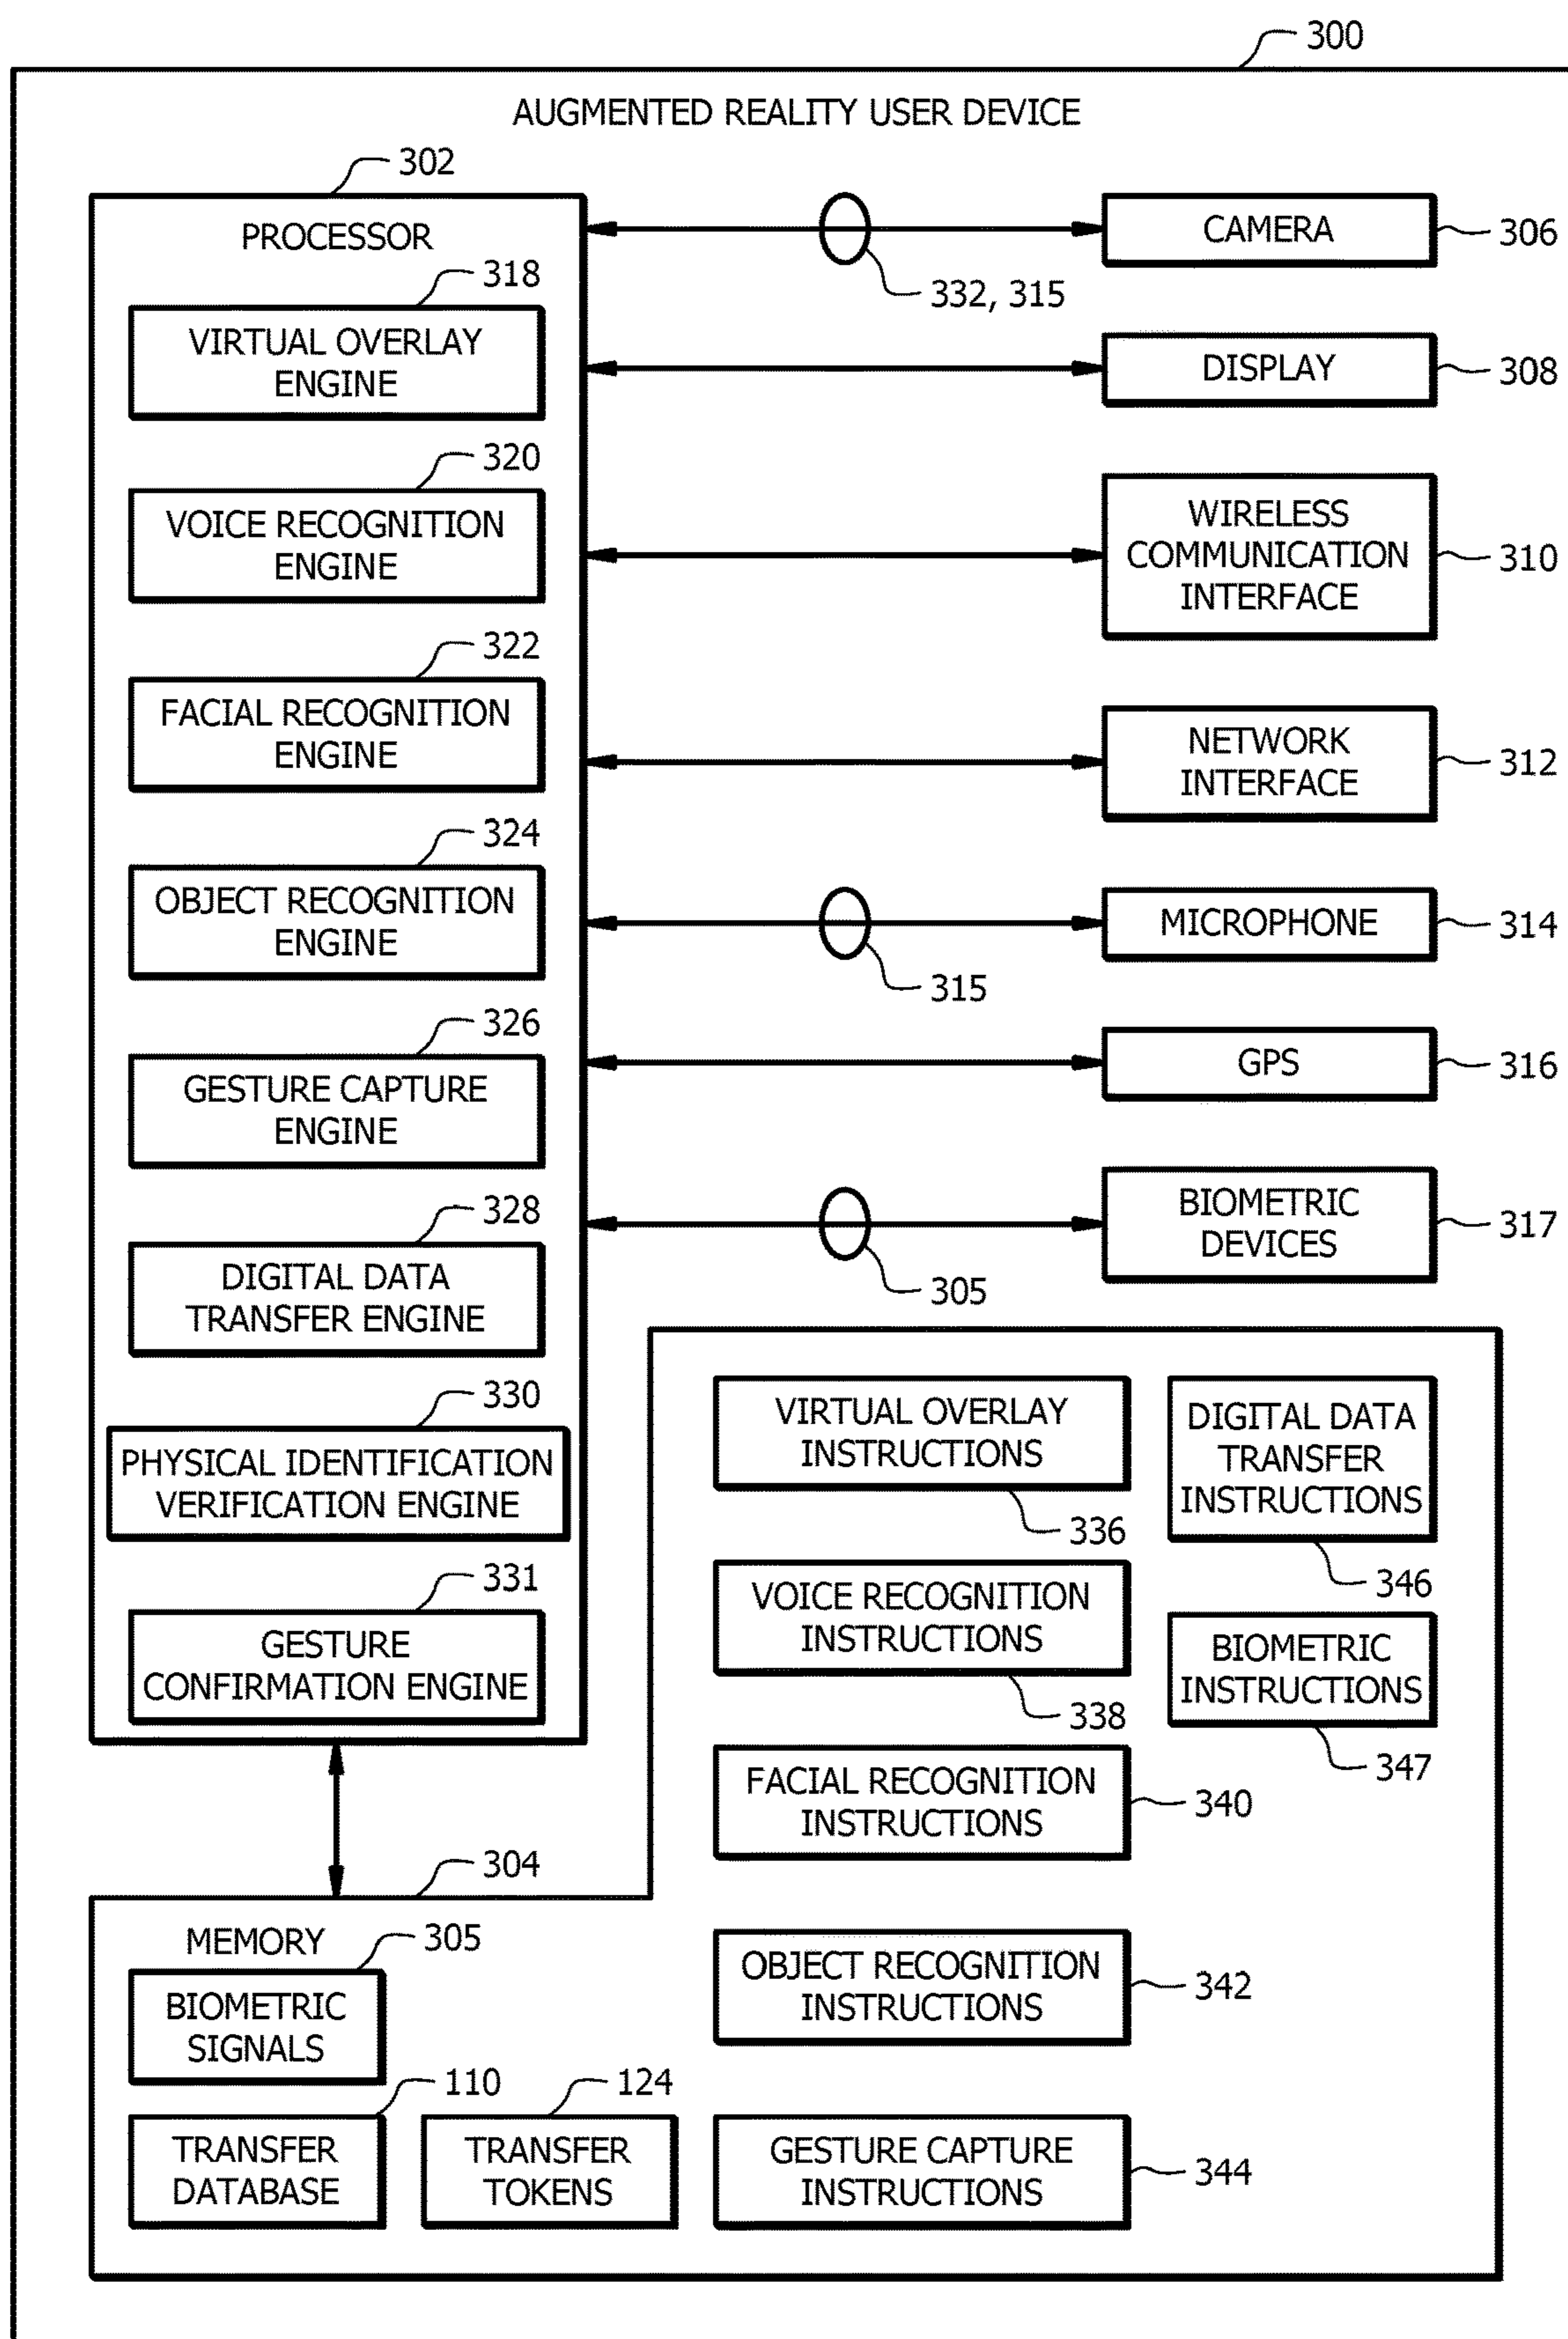 300
AUGMENTED REALITY USER DEVICE
302
PROCESSOR
318
VIRTUAL OVERLAY
ENGINE
320
VOICE RECOGNITION
ENGINE
322
FACIAL RECOGNITION
ENGINE
324
OBJECT RECOGNITION
ENGINE
326
GESTURE CAPTURE
ENGINE
328
DIGITAL DATA
TRANSFER ENGINE
330
PHYSICAL IDENTIFICATION
VERIFICATION ENGINE
331
GESTURE
CONFIRMATION ENGINE
332, 315
CAMERA
306
DISPLAY
308
WIRELESS
COMMUNICATION
INTERFACE
310
NETWORK
INTERFACE
312
315
MICROPHONE
314
GPS
316
305
BIOMETRIC
DEVICES
317
304
MEMORY
305
BIOMETRIC
SIGNALS
110
TRANSFER
DATABASE
124
TRANSFER
TOKENS
VIRTUAL OVERLAY
INSTRUCTIONS
336
VOICE RECOGNITION
INSTRUCTIONS
338
FACIAL RECOGNITION
INSTRUCTIONS
340
OBJECT RECOGNITION
INSTRUCTIONS
342
GESTURE CAPTURE
INSTRUCTIONS
344
DIGITAL DATA
TRANSFER
INSTRUCTIONS
346
BIOMETRIC
INSTRUCTIONS
347